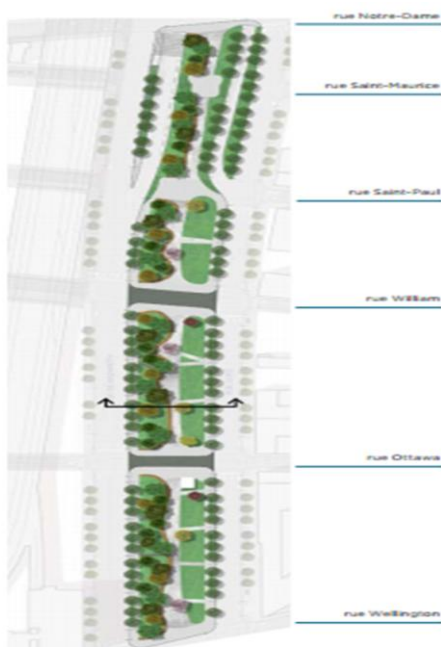 rue Notre-Dame
rue Saint-Maurice
rue Saint-Paul
rue William
rue Ottawa
rue Wellington